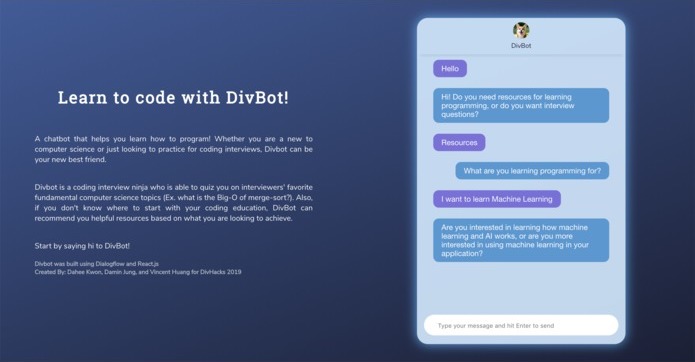 Learn to code with DivBot!
A chatbot that helps you learn how to program! Whether you are a new to
computer science or just looking to practice for coding interviews, Divbot can be
your new best friend.
Divbot is a coding interview ninja who is able to quiz you on interviewers' favorite
fundamental computer science topics (Ex. what is the Big-O of merge-sort?). Also,
if you don't know where to start with your coding education, DivBot can
recommend you helpful resources based on what you are looking to achieve.
Start by saying hi to DivBot!
Divbot was built using Dialogflow and React.js
Created By: Dahee Kwon, Damin Jung, and Vincent Huang for DivHacks 2019
DivBot
Hello
Hi! Do you need resources for learning
programming, or do you want interview
questions?
Resources
What are you learning programming for?
I want to learn Machine Learning
Are you interested in learning how machine
learning and AI works, or are you more
interested in using machine learning in your
application?
Type your message and hit Enter to send